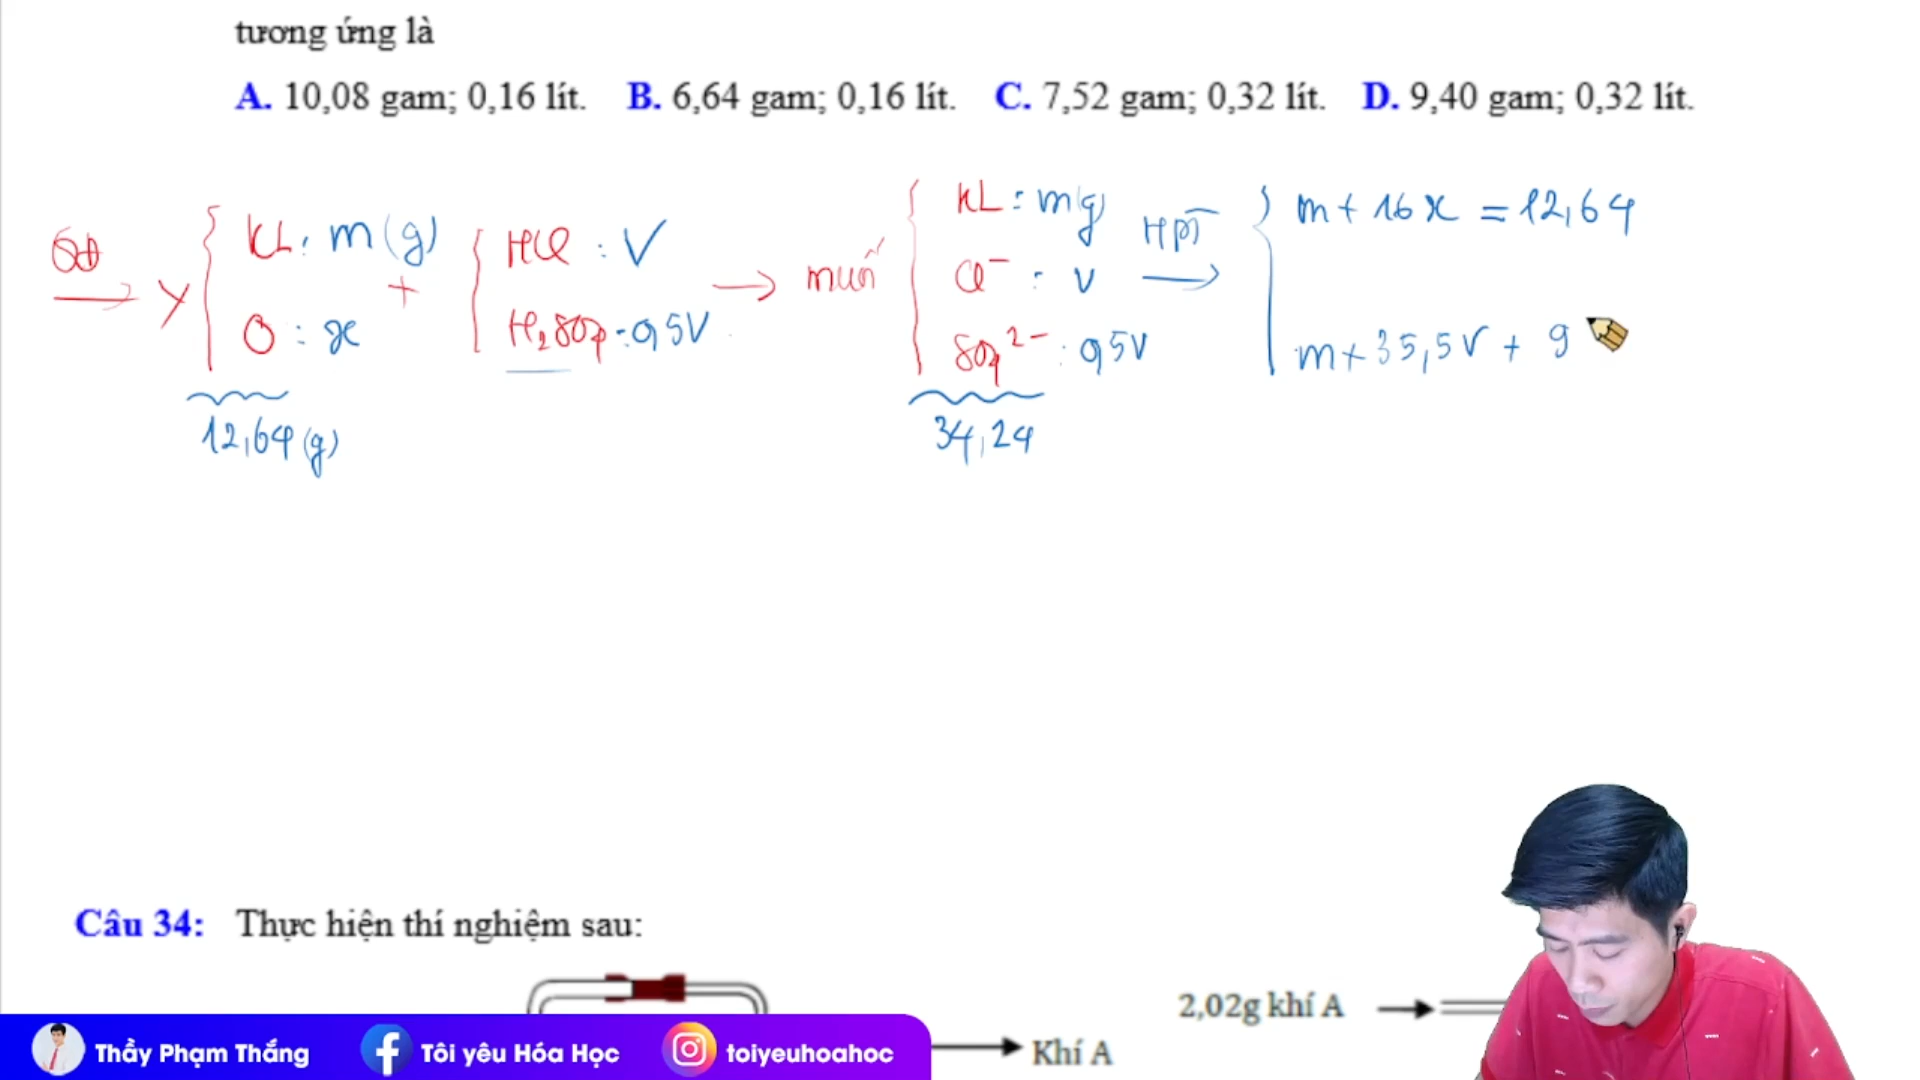 tương ứng là
A. 10,08 gam; 0,16 lít. B. 6,64 gam; 0,16 lít. C. 7,52 gam; 0,32 lít. D. 9,40 gam; 0,32 lít.
QĐ → Y { KL: m(g) + { HCl : V → muối { KL : m(g) HPT → { m + 16x = 12,64
O : x H2SO4 : 0,5V Cl⁻ : V
SO4²⁻ : 0,5V m + 35,5V + 9
12,64 (g) 34,24
Câu 34: Thực hiện thí nghiệm sau:
2,02g khí A
Khí A
Thầy Phạm Thắng Tôi yêu Hóa Học toiyeuhoahoc